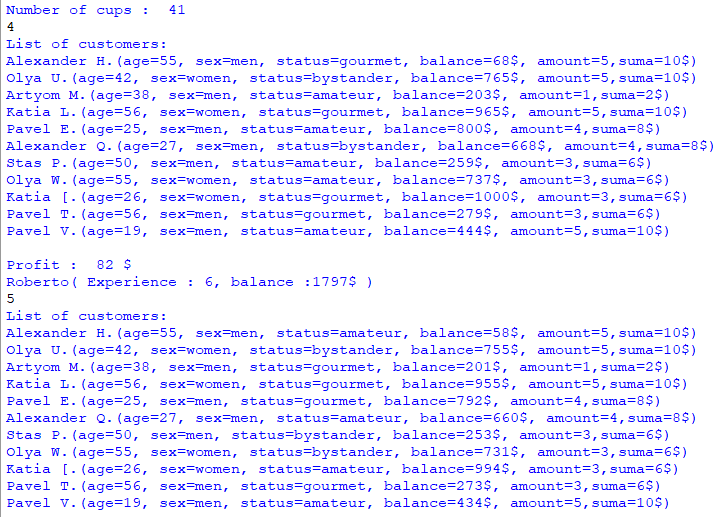 Number of cups :  41
4
List of customers:
Alexander H.(age=55, sex=men, status=gourmet, balance=68$, amount=5,suma=10$)
Olya U.(age=42, sex=women, status=bystander, balance=765$, amount=5,suma=10$)
Artyom M.(age=38, sex=men, status=amateur, balance=203$, amount=1,suma=2$)
Katia L.(age=56, sex=women, status=gourmet, balance=965$, amount=5,suma=10$)
Pavel E.(age=25, sex=men, status=amateur, balance=800$, amount=4,suma=8$)
Alexander Q.(age=27, sex=men, status=bystander, balance=668$, amount=4,suma=8$)
Stas P.(age=50, sex=men, status=amateur, balance=259$, amount=3,suma=6$)
Olya W.(age=55, sex=women, status=amateur, balance=737$, amount=3,suma=6$)
Katia [.(age=26, sex=women, status=gourmet, balance=1000$, amount=3,suma=6$)
Pavel T.(age=56, sex=men, status=gourmet, balance=279$, amount=3,suma=6$)
Pavel V.(age=19, sex=men, status=amateur, balance=444$, amount=5,suma=10$)

Profit :  82 $
Roberto( Experience : 6, balance :1797$ )
5
List of customers:
Alexander H.(age=55, sex=men, status=amateur, balance=58$, amount=5,suma=10$)
Olya U.(age=42, sex=women, status=bystander, balance=755$, amount=5,suma=10$)
Artyom M.(age=38, sex=men, status=gourmet, balance=201$, amount=1,suma=2$)
Katia L.(age=56, sex=women, status=gourmet, balance=955$, amount=5,suma=10$)
Pavel E.(age=25, sex=men, status=gourmet, balance=792$, amount=4,suma=8$)
Alexander Q.(age=27, sex=men, status=amateur, balance=660$, amount=4,suma=8$)
Stas P.(age=50, sex=men, status=bystander, balance=253$, amount=3,suma=6$)
Olya W.(age=55, sex=women, status=bystander, balance=731$, amount=3,suma=6$)
Katia [.(age=26, sex=women, status=amateur, balance=994$, amount=3,suma=6$)
Pavel T.(age=56, sex=men, status=gourmet, balance=273$, amount=3,suma=6$)
Pavel V.(age=19, sex=men, status=amateur, balance=434$, amount=5,suma=10$)